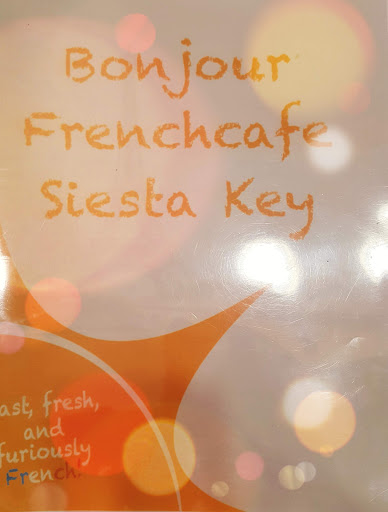 Bonjour
Frenchcafe
Siesta Key
ast, fresh,
and
furiously
French!